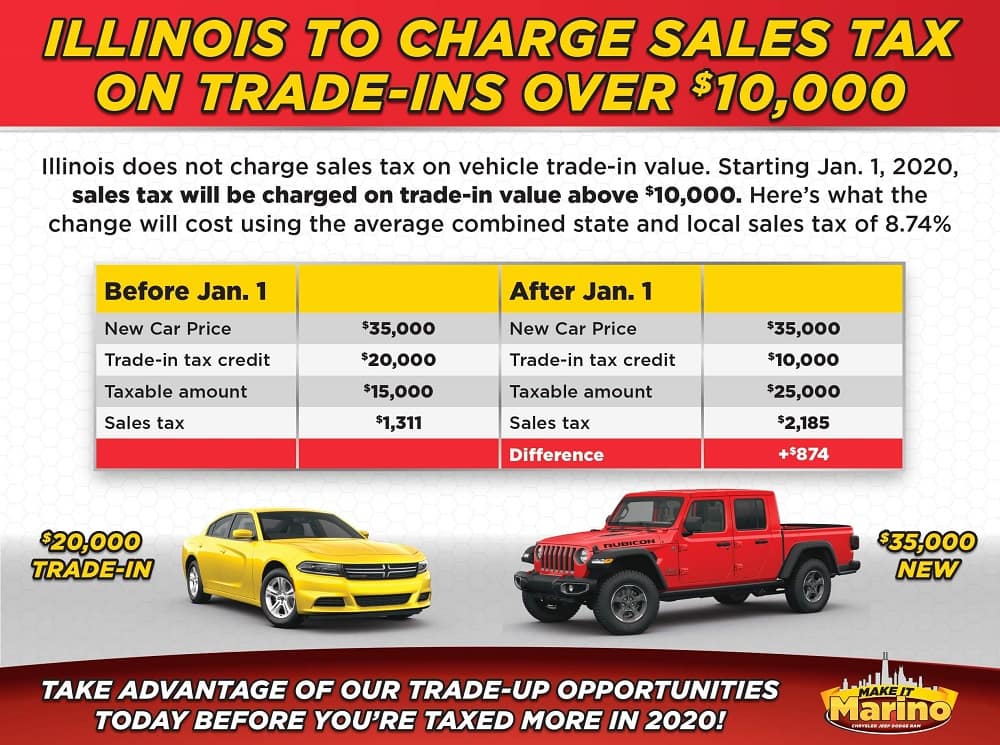 ILLINOIS TO CHARGE SALES TAX
ON TRADE-INS OVER $10,000
Illinois does not charge sales tax on vehicle trade-in value. Starting Jan. 1, 2020,
sales tax will be charged on trade-in value above $10,000. Here's what the
change will cost using the average combined state and local sales tax of 8.74%
Before Jan. 1 After Jan. 1
New Car Price $35,000 New Car Price $35,000
Trade-in tax credit $20,000 Trade-in tax credit $10,000
Taxable amount $15,000 Taxable amount $25,000
Sales tax $1,311 Sales tax $2,185
Difference +$874
$20,000
TRADE-IN
RUBICON
$35,000
NEW
TAKE ADVANTAGE OF OUR TRADE-UP OPPORTUNITIES
TODAY BEFORE YOU'RE TAXED MORE IN 2020!
MAKE IT
Marino
CHRYSLER JEEP DODGE RAM